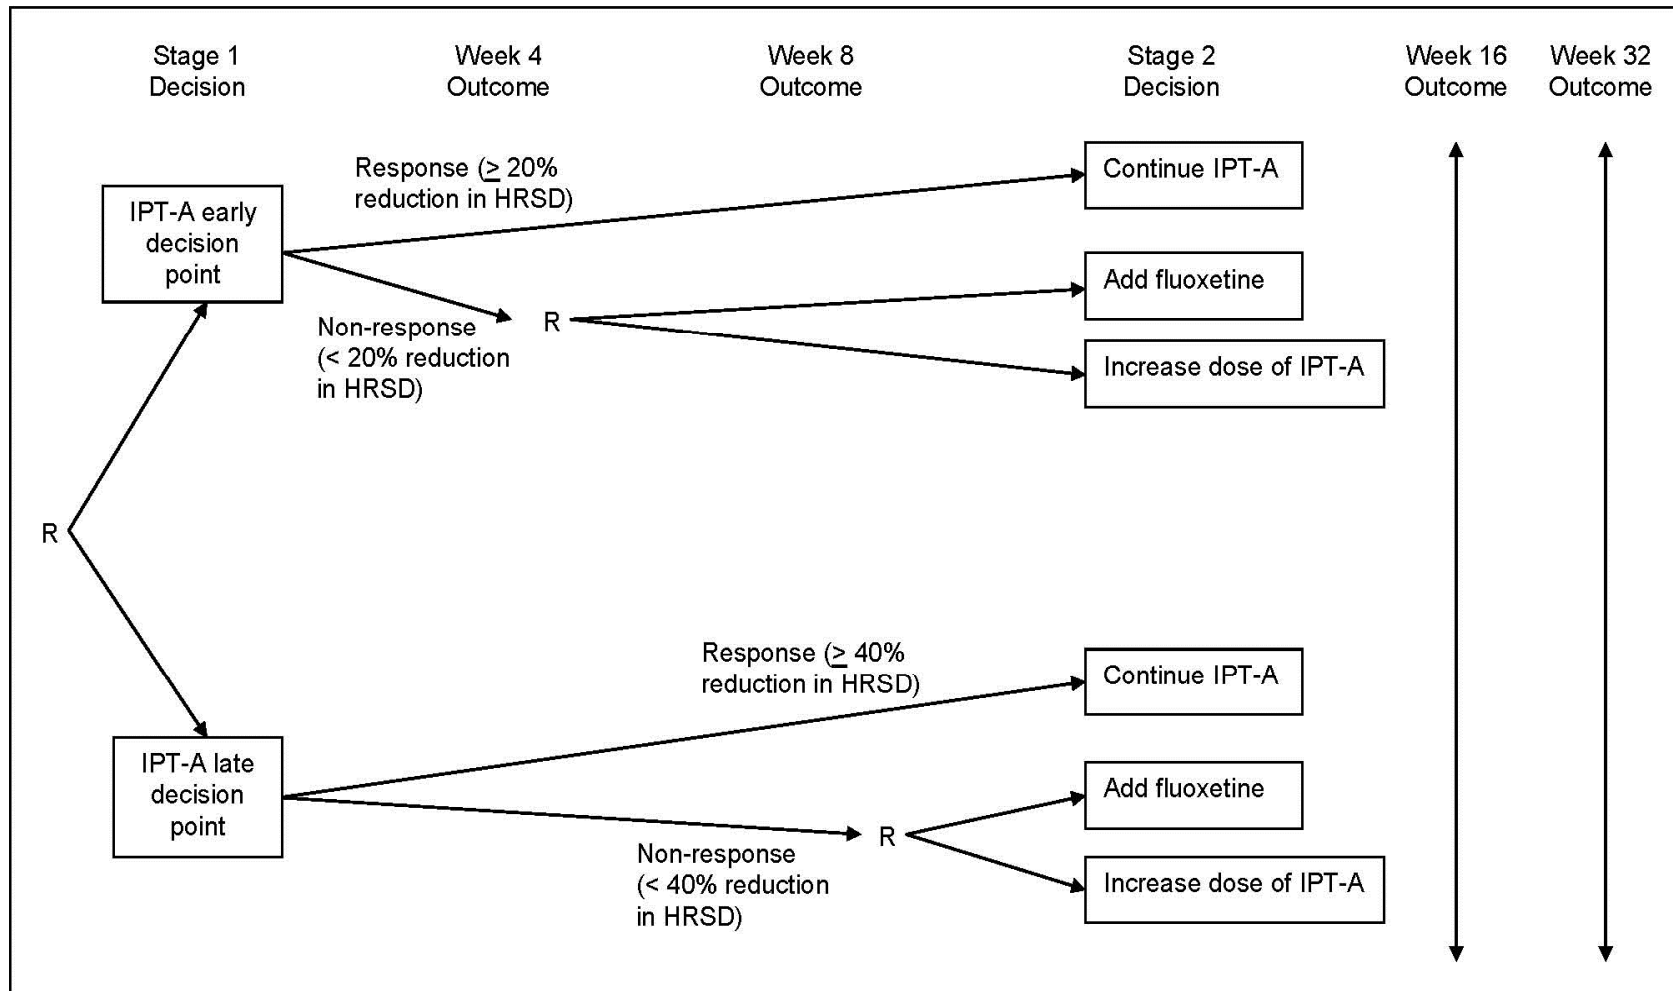 Stage 1
Decision
Week 4
Outcome
Week 8
Outcome
Stage 2
Decision
Week 16
Outcome
Week 32
Outcome
Response (≥ 20%
reduction in HRSD)
Continue IPT-A
IPT-A early
decision
point
Add fluoxetine
Non-response
(< 20% reduction
in HRSD)
R
Increase dose of IPT-A
R
Response (≥ 40%
reduction in HRSD)
Continue IPT-A
IPT-A late
decision
point
Add fluoxetine
R
Non-response
(< 40% reduction
in HRSD)
Increase dose of IPT-A